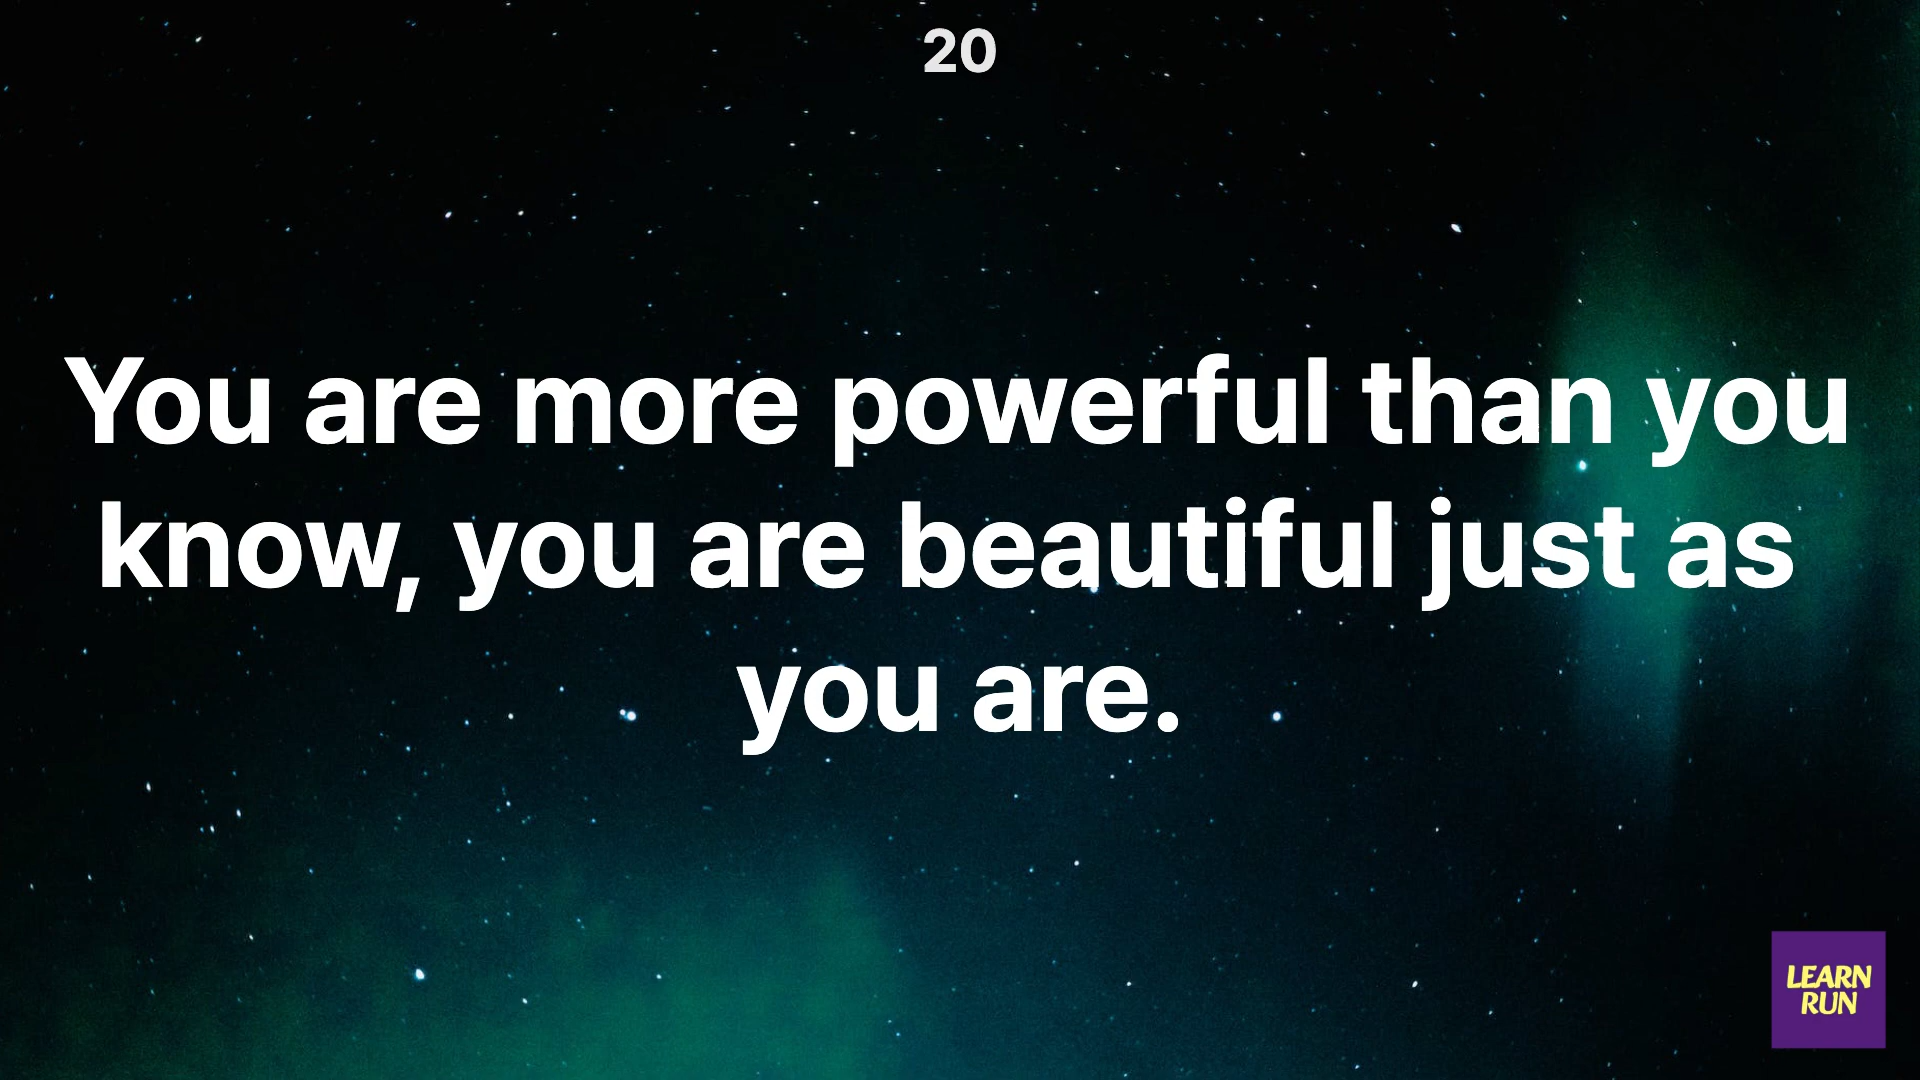 20
You are more powerful than you
know, you are beautiful just as
you are.
LEARN
RUN